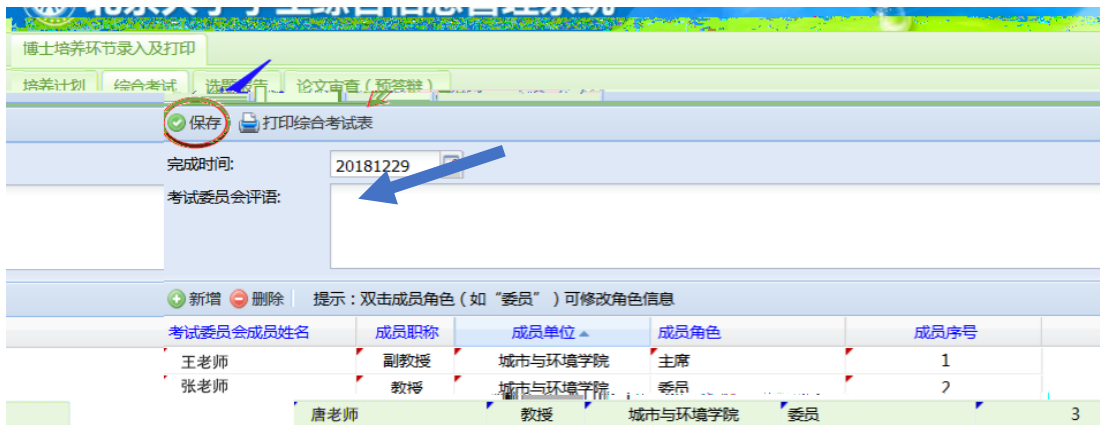 博士培养环节录入及打印
培养计划 综合考试 选题报告 论文审查（预答辩）
保存 打印综合考试表
完成时间: 20181229
考试委员会评语:
新增 删除 提示：双击成员角色（如“委员”）可修改角色信息
考试委员会成员姓名 成员职称 成员单位 成员角色 成员序号
王老师 副教授 城市与环境学院 主席 1
张老师 教授 城市与环境学院 委员 2
唐老师 教授 城市与环境学院 委员 3